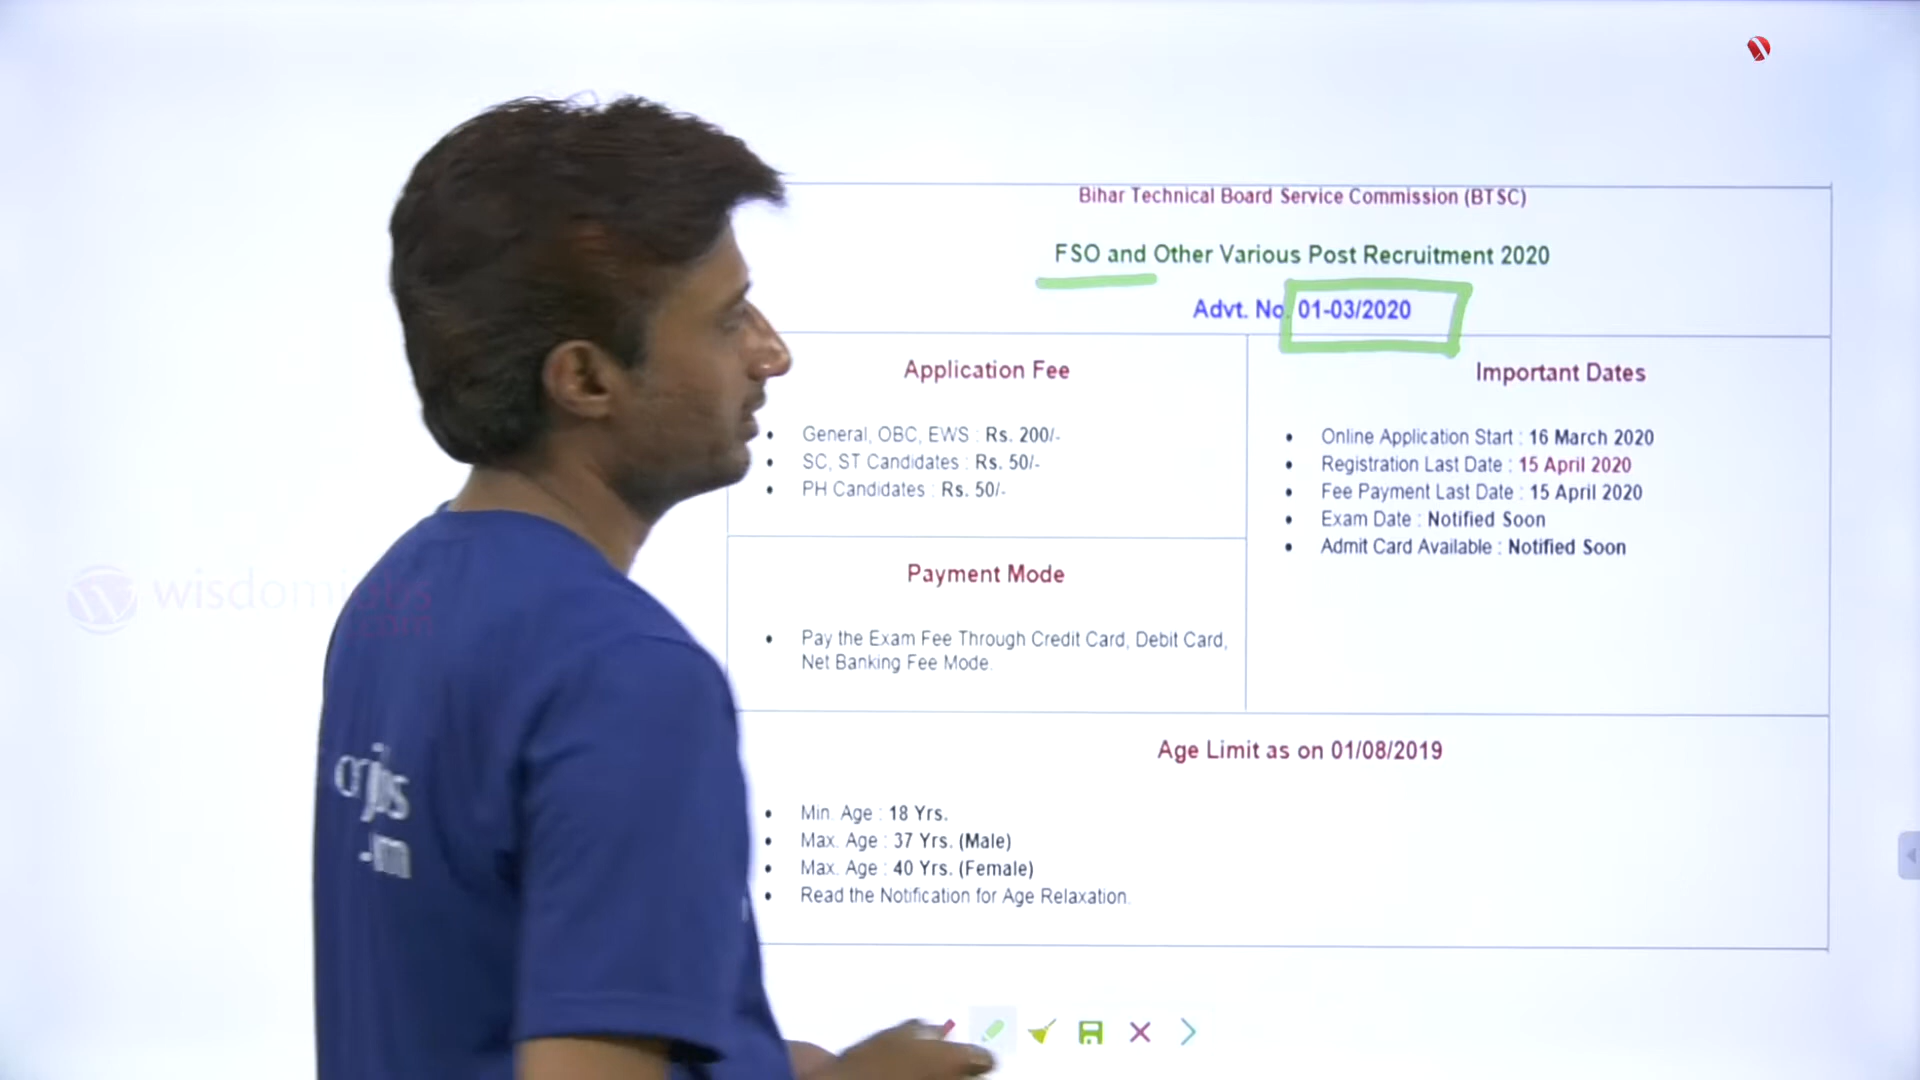 Bihar Technical Board Service Commission (BTSC)
FSO and Other Various Post Recruitment 2020
Advt. No. 01-03/2020
Application Fee
General, OBC, EWS : Rs. 200/-
SC, ST Candidates : Rs. 50/-
PH Candidates : Rs. 50/-
Important Dates
Online Application Start : 16 March 2020
Registration Last Date : 15 April 2020
Fee Payment Last Date : 15 April 2020
Exam Date : Notified Soon
Admit Card Available : Notified Soon
Payment Mode
Pay the Exam Fee Through Credit Card, Debit Card,
Net Banking Fee Mode.
Age Limit as on 01/08/2019
Min. Age : 18 Yrs.
Max. Age : 37 Yrs. (Male)
Max. Age : 40 Yrs. (Female)
Read the Notification for Age Relaxation.
wisdomjobs
.com